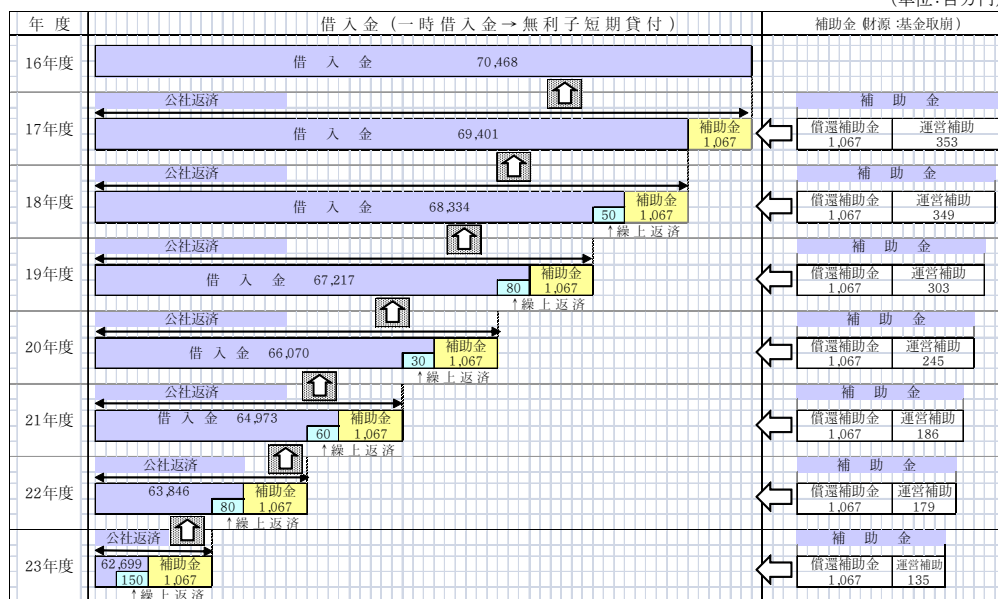 (単位:百万円)
年度 借入金(一時借入金→無利子短期貸付) 補助金(財源:基金取崩)
16年度 借入金 70,468
公社返済 補助金
17年度 借入金 69,401 補助金 1,067 償還補助金 1,067 運営補助 353
公社返済 補助金
18年度 借入金 68,334 50 補助金 1,067 償還補助金 1,067 運営補助 349
↑繰上返済
公社返済 補助金
19年度 借入金 67,217 80 補助金 1,067 償還補助金 1,067 運営補助 303
↑繰上返済
公社返済 補助金
20年度 借入金 66,070 30 補助金 1,067 償還補助金 1,067 運営補助 245
↑繰上返済
公社返済 補助金
21年度 借入金 64,973 60 補助金 1,067 償還補助金 1,067 運営補助 186
↑繰上返済
公社返済 補助金
22年度 63,846 80 補助金 1,067 償還補助金 1,067 運営補助 179
↑繰上返済
公社返済 補助金
23年度 62,699 150 補助金 1,067 償還補助金 1,067 運営補助 135
↑繰上返済